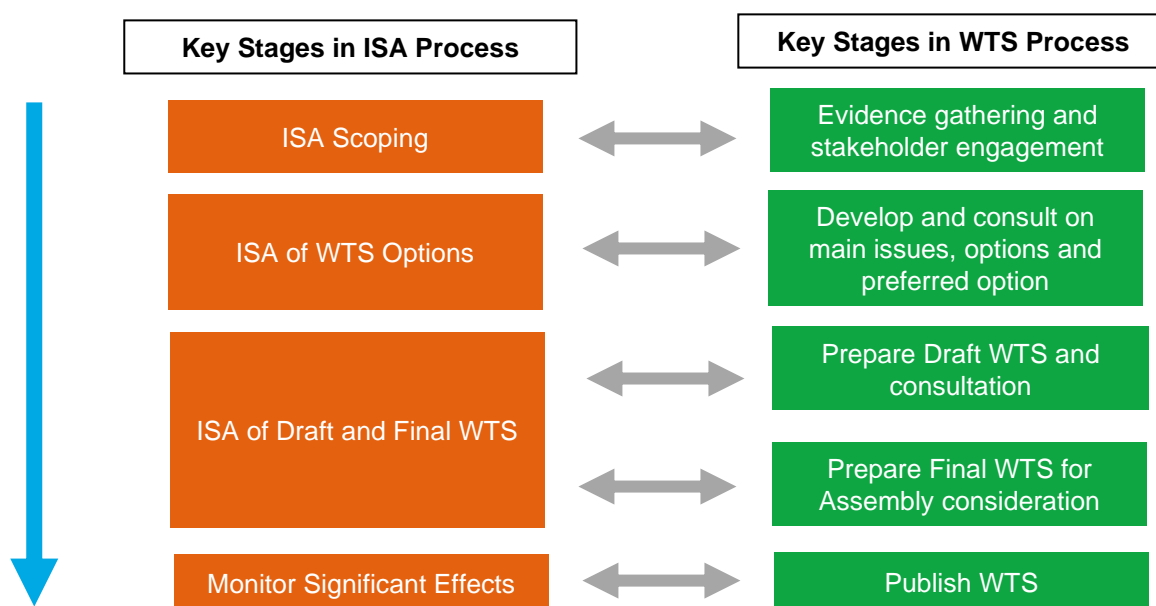 Key Stages in ISA Process
Key Stages in WTS Process
ISA Scoping
Evidence gathering and
stakeholder engagement
ISA of WTS Options
Develop and consult on
main issues, options and
preferred option
ISA of Draft and Final WTS
Prepare Draft WTS and
consultation
Prepare Final WTS for
Assembly consideration
Monitor Significant Effects
Publish WTS